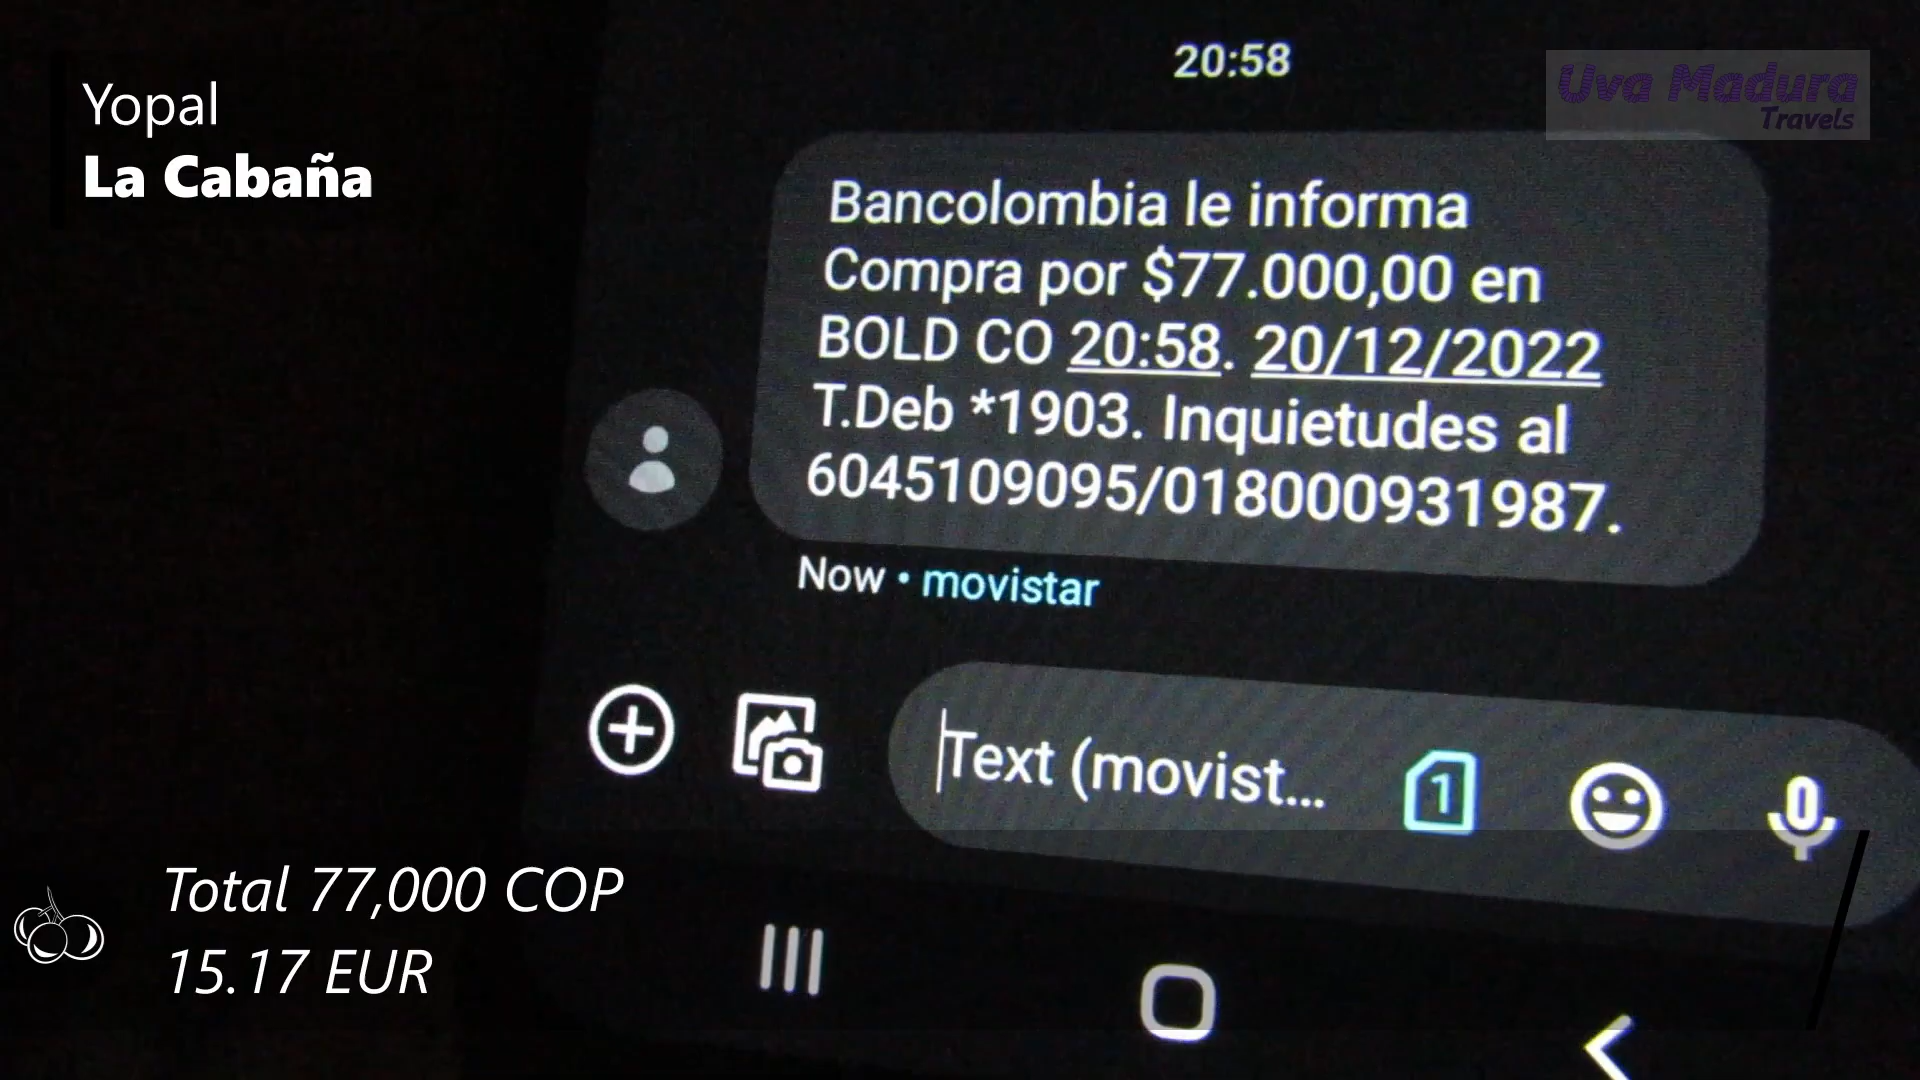 20:58
Uva Madura
Travels
Yopal
La Cabaña
Bancolombia le informa
Compra por $77.000,00 en
BOLD CO 20:58. 20/12/2022
T.Deb *1903. Inquietudes al
6045109095/018000931987.
Now • movistar
Text (movist...
1
Total 77,000 COP
15.17 EUR